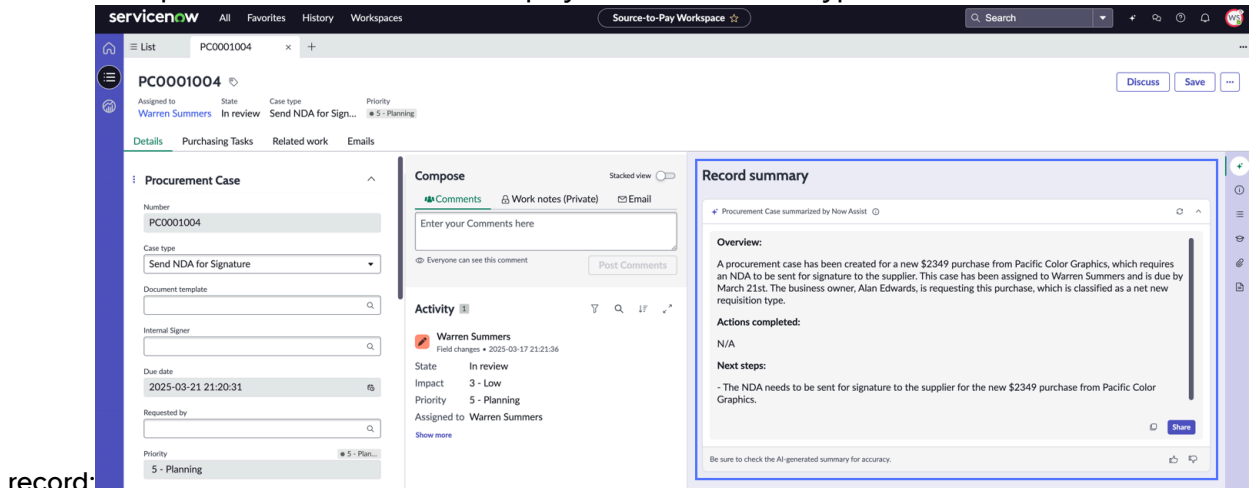 servicenow All Favorites History Workspaces Source-to-Pay Workspace ☆ Search
List PC0001004 × +
PC0001004
Discuss Save
Assigned to State Case type Priority
Warren Summers In review Send NDA for Sign... 5 - Planning
Details Purchasing Tasks Related work Emails
Procurement Case
Number
PC0001004
Case type
Send NDA for Signature
Document template
Internal Signer
Due date
2025-03-21 21:20:31
Requested by
Priority 5 - Plan...
5 - Planning
Compose Stacked view
Comments Work notes (Private) Email
Enter your Comments here
Everyone can see this comment Post Comments
Activity 1
Warren Summers
Field changes • 2025-03-17 21:21:36
State In review
Impact 3 - Low
Priority 5 - Planning
Assigned to Warren Summers
Show more
Record summary
Procurement Case summarized by Now Assist
Overview:
A procurement case has been created for a new $2349 purchase from Pacific Color Graphics, which requires
an NDA to be sent for signature to the supplier. This case has been assigned to Warren Summers and is due by
March 21st. The business owner, Alan Edwards, is requesting this purchase, which is classified as a net new
requisition type.
Actions completed:
N/A
Next steps:
- The NDA needs to be sent for signature to the supplier for the new $2349 purchase from Pacific Color
Graphics.
Share
Be sure to check the AI-generated summary for accuracy.
record: